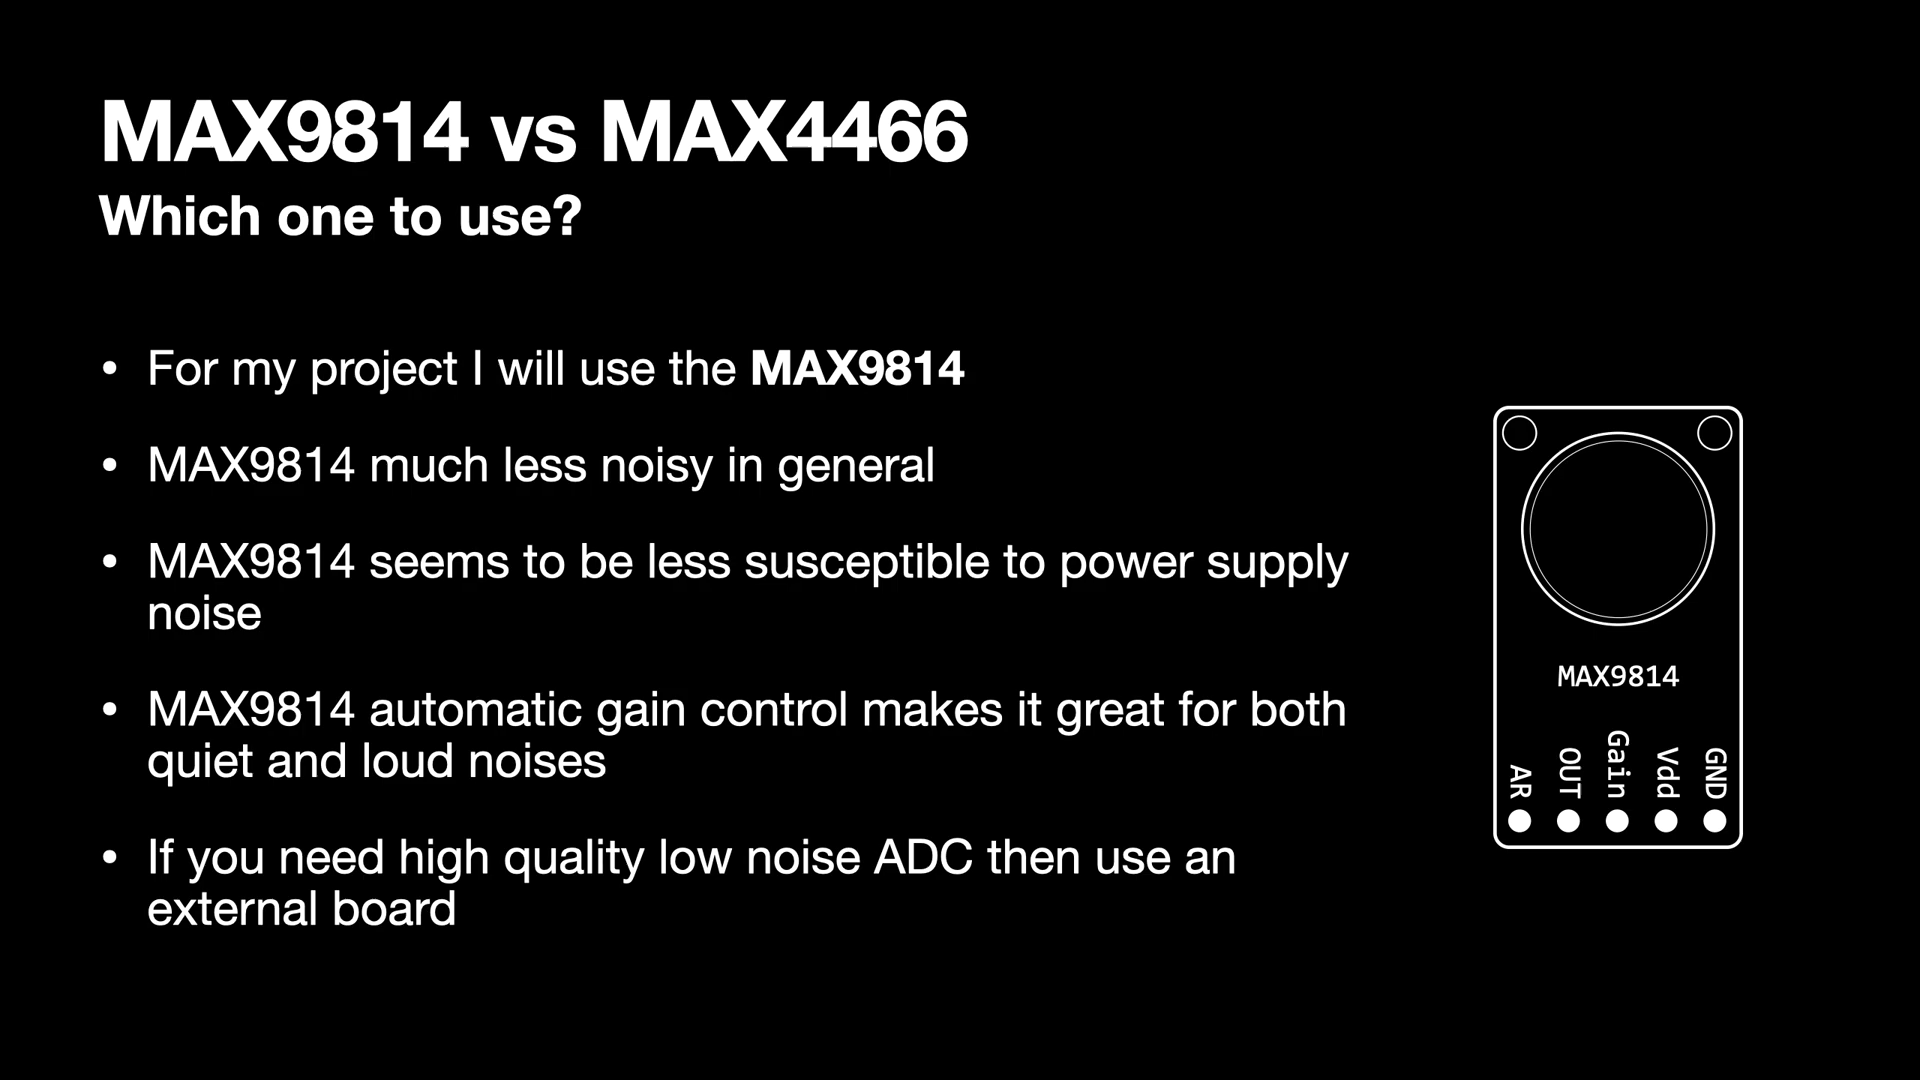 MAX9814 vs MAX4466
Which one to use?
• For my project I will use the MAX9814
• MAX9814 much less noisy in general
• MAX9814 seems to be less susceptible to power supply
noise
• MAX9814 automatic gain control makes it great for both
quiet and loud noises
• If you need high quality low noise ADC then use an
external board
MAX9814
AR
OUT
Gain
Vdd
GND